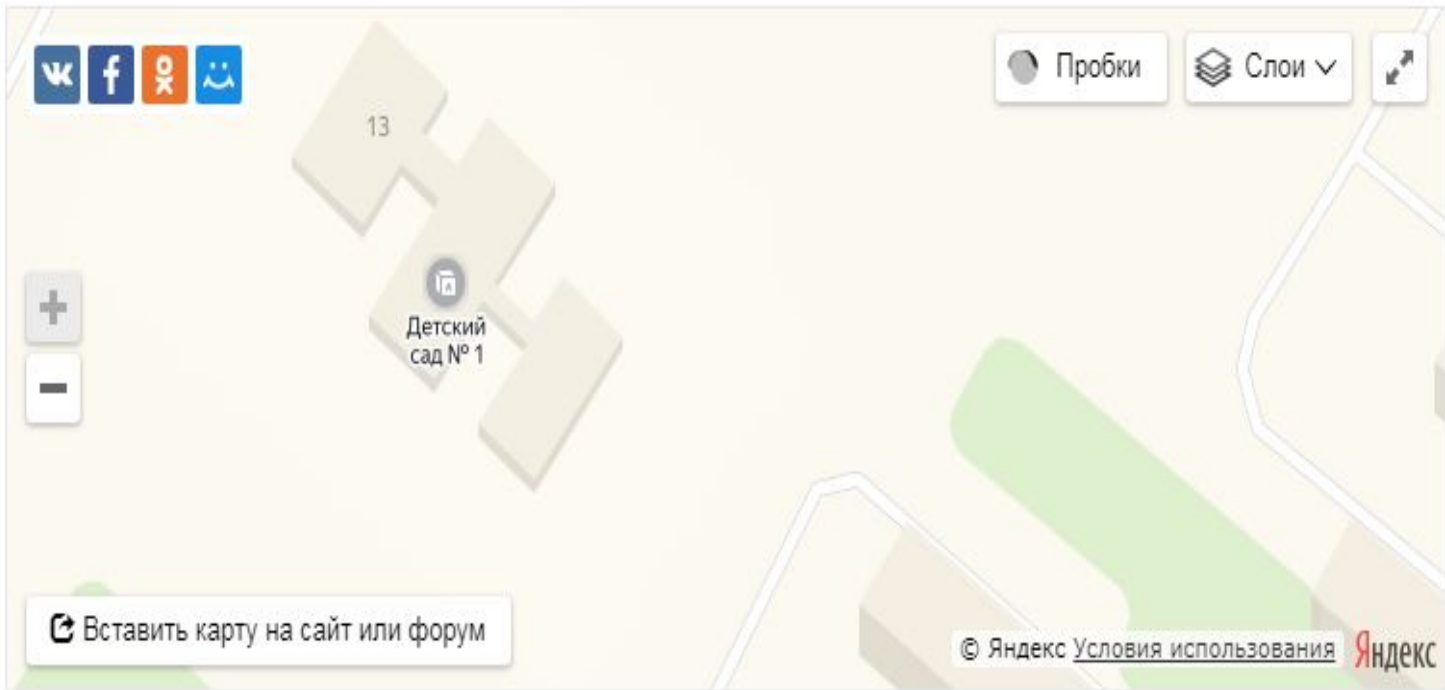 Пробки
Слои
13
Детский
сад № 1
Вставить карту на сайт или форум
© Яндекс Условия использования
Яндекс